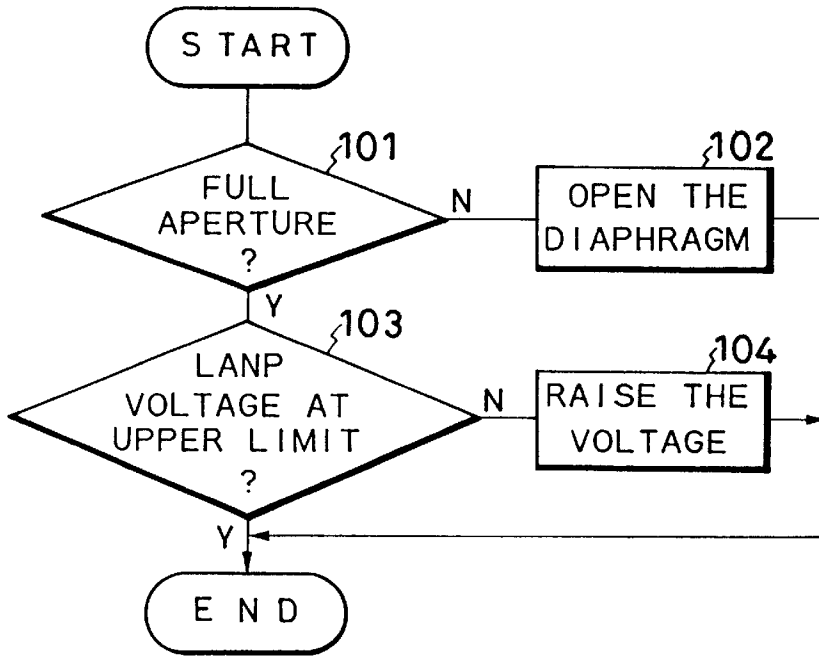 START
101
FULL
APERTURE
?
N
102
OPEN THE
DIAPHRAGM
Y
103
LANP
VOLTAGE AT
UPPER LIMIT
?
N
104
RAISE THE
VOLTAGE
Y
END